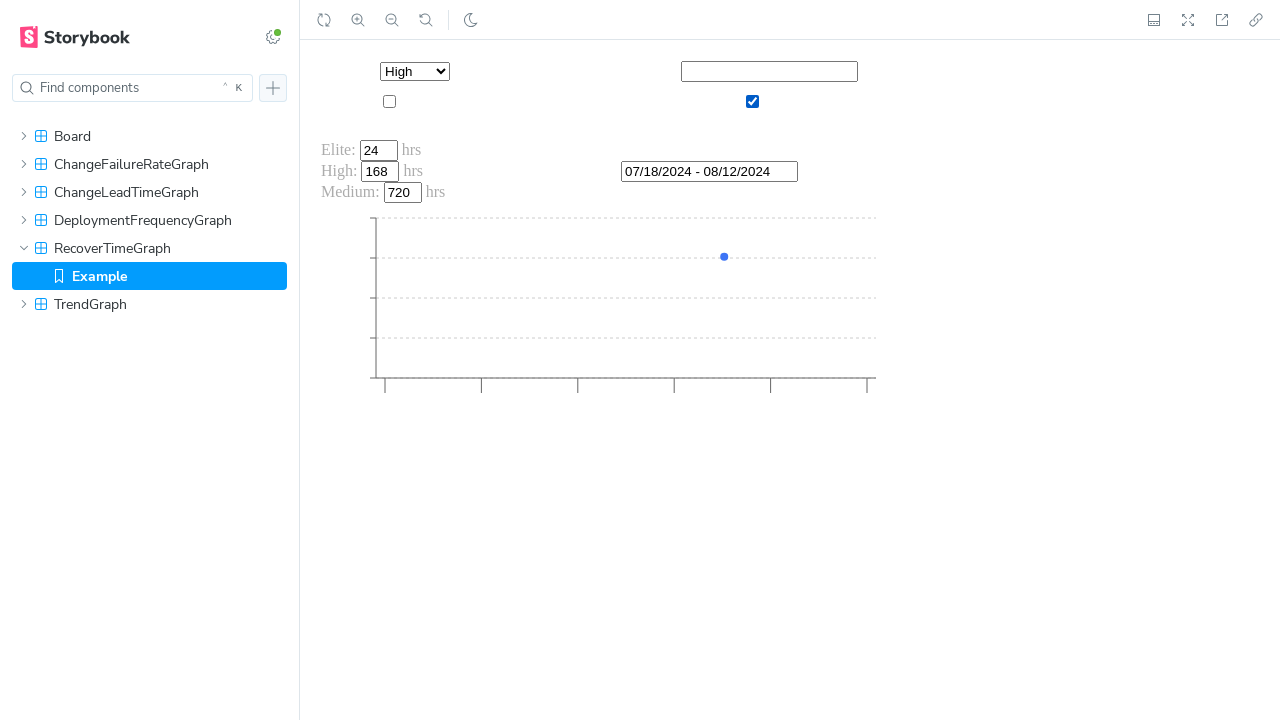 Storybook
Find components
⌃ K
Board
ChangeFailureRateGraph
ChangeLeadTimeGraph
DeploymentFrequencyGraph
RecoverTimeGraph
Example
TrendGraph
High
Elite: 24 hrs
High: 168 hrs
07/18/2024 - 08/12/2024
Medium: 720 hrs